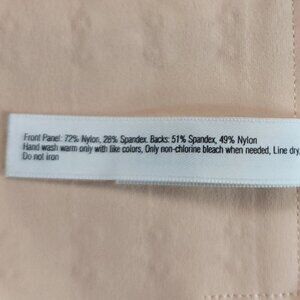 Front Panel: 72% Nylon, 28% Spandex. Backs: 51% Spandex, 49% Nylon
Hand wash warm only with like colors, Only non-chlorine bleach when needed, Line dry,
Do not iron